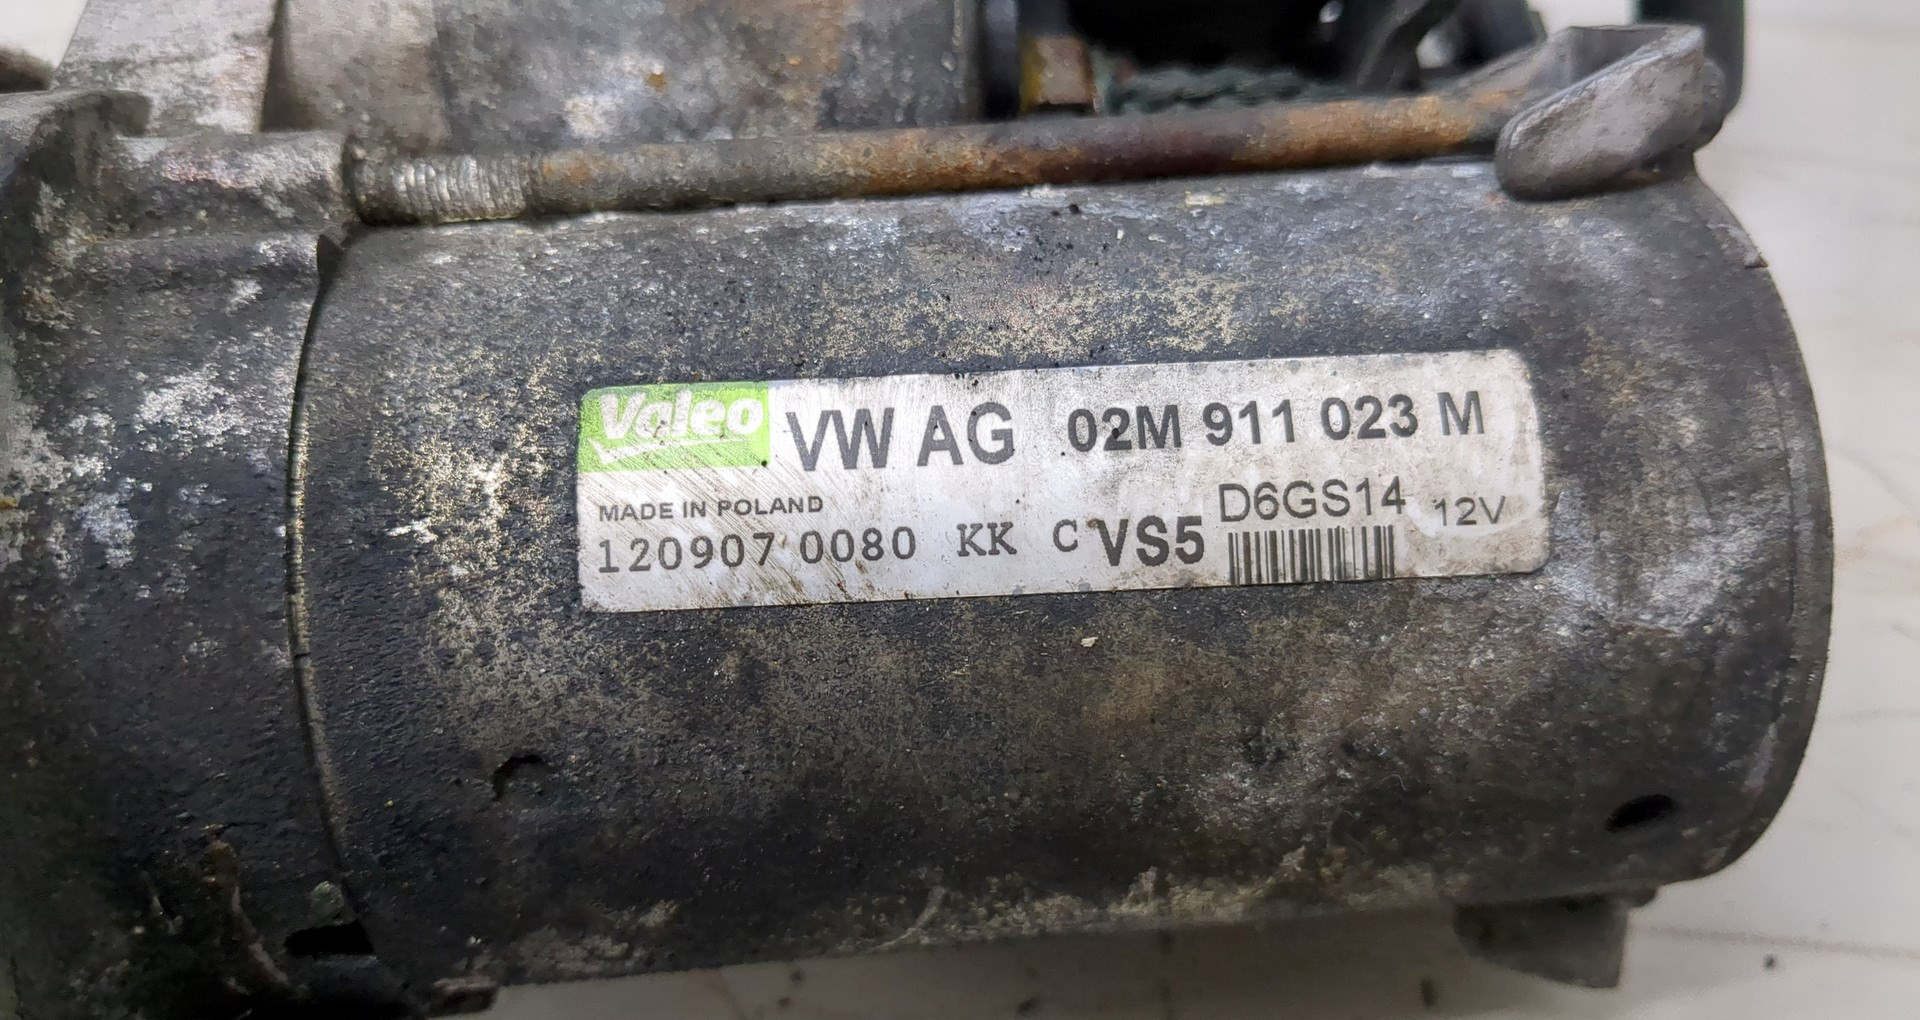 Valeo VW AG 02M 911 023 M
MADE IN POLAND D6GS14 12V
120907 0080 KK C VS5